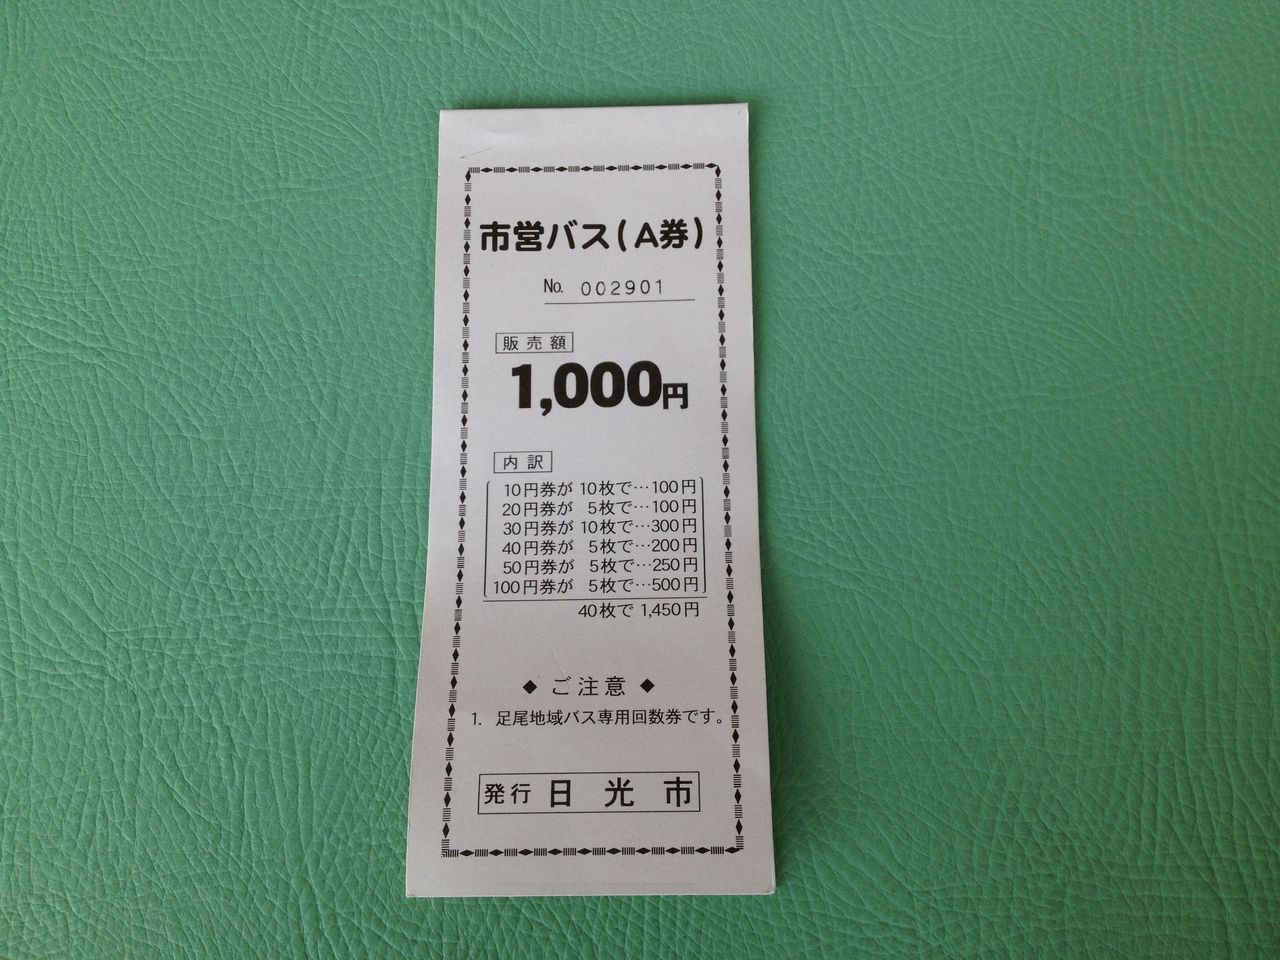 市営バス(A券)
No. 002901
販売額
1,000円
内訳
10円券が 10枚で…100円
20円券が 5枚で…100円
30円券が 10枚で…300円
40円券が 5枚で…200円
50円券が 5枚で…250円
100円券が 5枚で…500円
40枚で 1,450円
◆ ご注意 ◆
1. 足尾地域バス専用回数券です。
発行 日光市